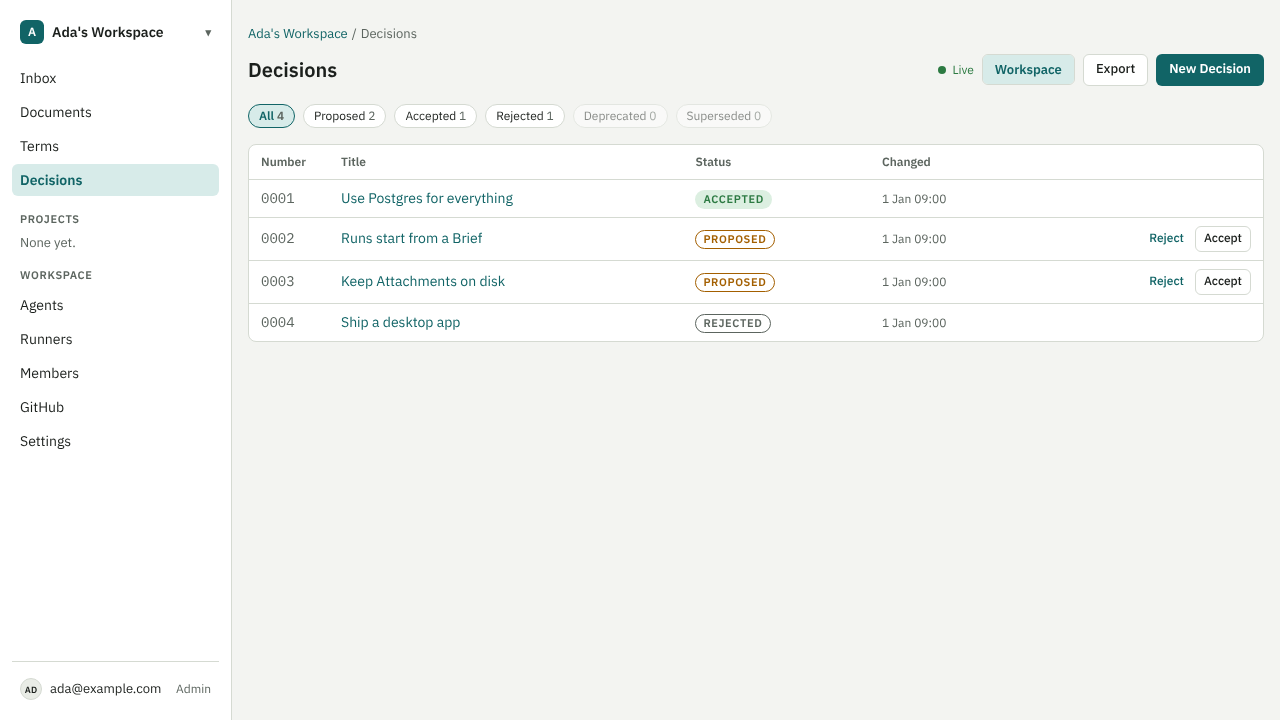 A Ada's Workspace ▾
Inbox
Documents
Terms
Decisions
PROJECTS
None yet.
WORKSPACE
Agents
Runners
Members
GitHub
Settings
AD ada@example.com Admin
Ada's Workspace / Decisions
Decisions
Live Workspace Export New Decision
All 4 Proposed 2 Accepted 1 Rejected 1 Deprecated 0 Superseded 0
Number Title Status Changed
0001 Use Postgres for everything ACCEPTED 1 Jan 09:00
0002 Runs start from a Brief PROPOSED 1 Jan 09:00 Reject Accept
0003 Keep Attachments on disk PROPOSED 1 Jan 09:00 Reject Accept
0004 Ship a desktop app REJECTED 1 Jan 09:00